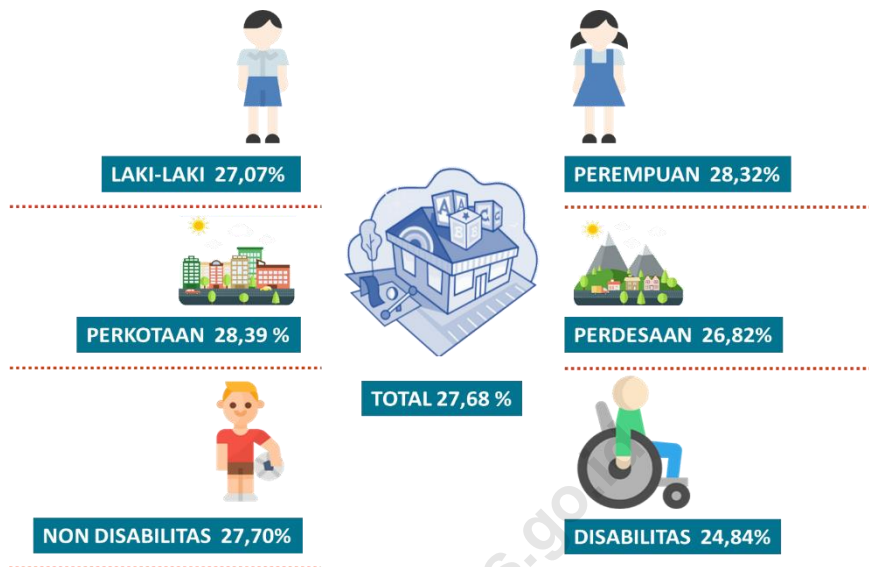 LAKI-LAKI 27,07%
PEREMPUAN 28,32%
PERKOTAAN 28,39 %
PERDESAAN 26,82%
TOTAL 27,68 %
NON DISABILITAS 27,70%
DISABILITAS 24,84%